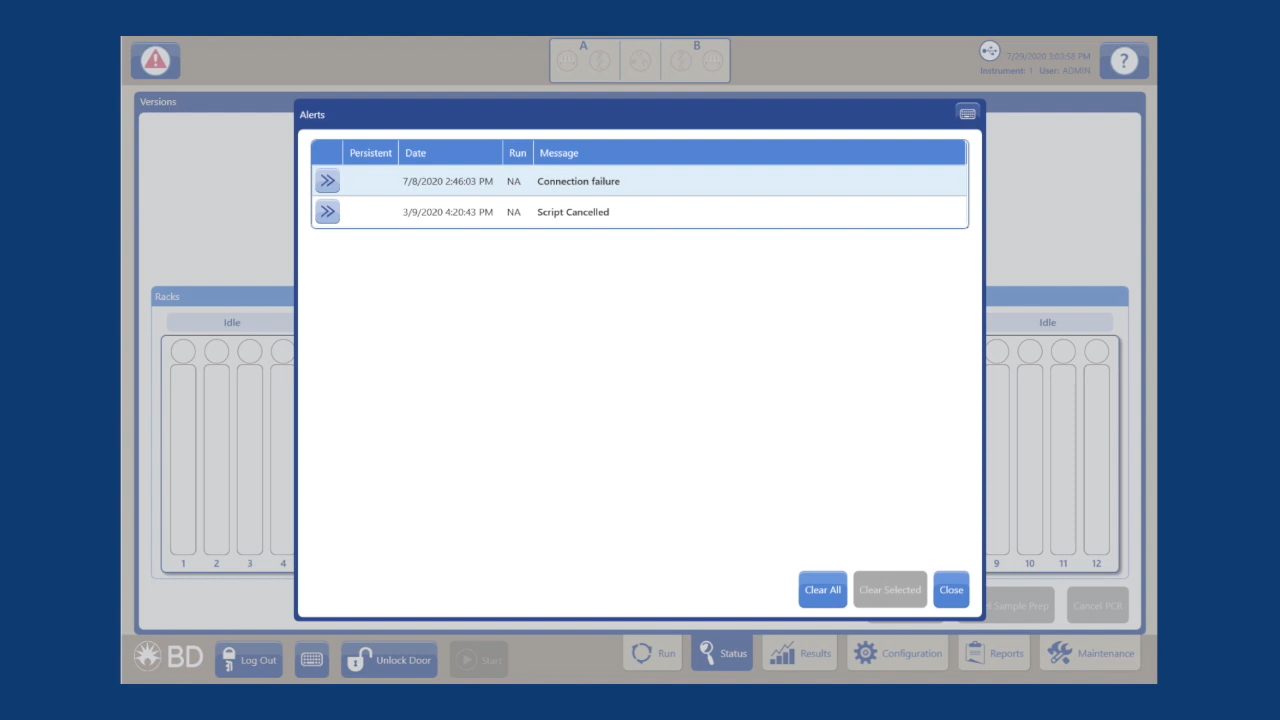 A
B
7/29/2020 3:03:58 PM
Instrument: 1 User: ADMIN
?
Versions
Alerts
Persistent Date Run Message
7/8/2020 2:46:03 PM NA Connection failure
3/9/2020 4:20:43 PM NA Script Cancelled
Racks
Idle
Idle
1 2 3 4
9 10 11 12
Clear All
Clear Selected
Close
Sample Prep
Cancel PCR
BD
Log Out
Unlock Door
Start
Run
Status
Results
Configuration
Reports
Maintenance